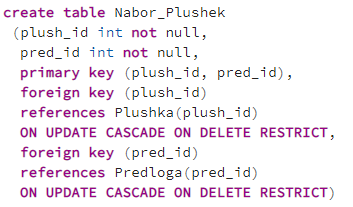 create table Nabor_Plushek
(plush_id int not null,
pred_id int not null,
primary key (plush_id, pred_id),
foreign key (plush_id)
references Plushka(plush_id)
ON UPDATE CASCADE ON DELETE RESTRICT,
foreign key (pred_id)
references Predloga(pred_id)
ON UPDATE CASCADE ON DELETE RESTRICT)